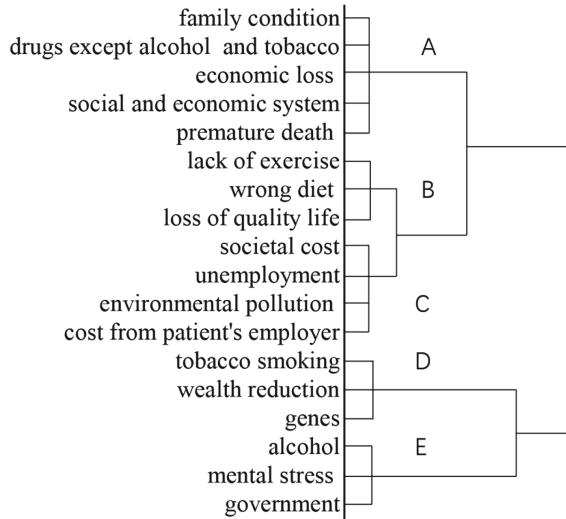 family condition
drugs except alcohol and tobacco
A
economic loss
social and economic system
premature death
lack of exercise
wrong diet
B
loss of quality life
societal cost
unemployment
environmental pollution
C
cost from patient's employer
tobacco smoking
D
wealth reduction
genes
alcohol
E
mental stress
government